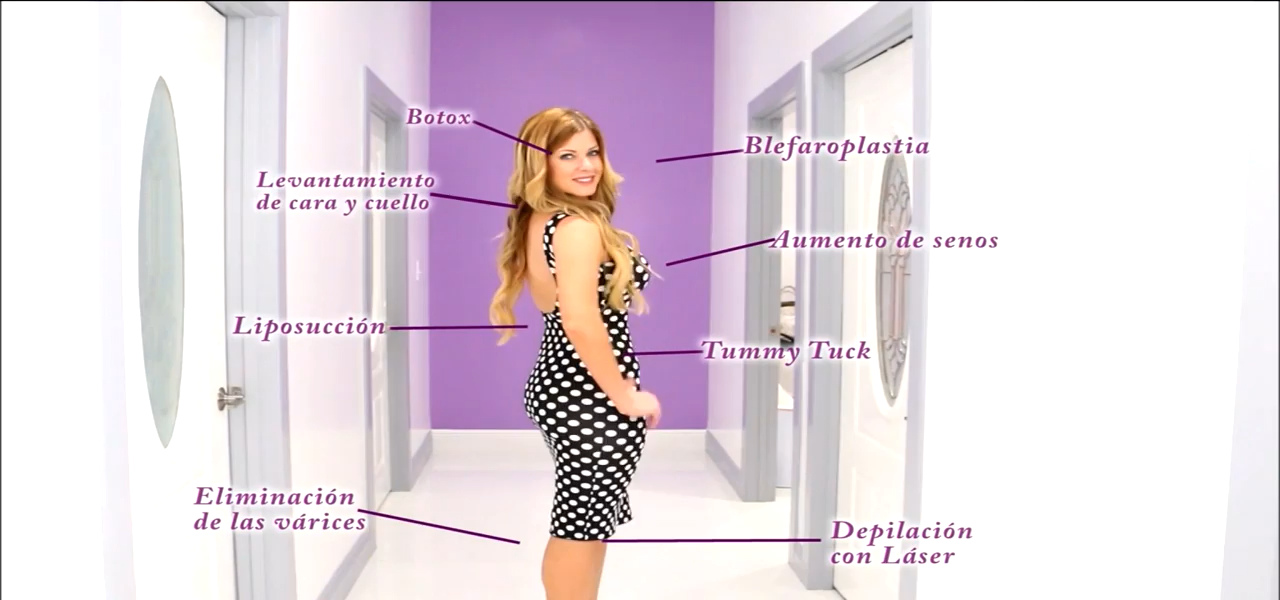 Botox
Blefaroplastia
Levantamiento
de cara y cuello
Aumento de senos
Liposucción
Tummy Tuck
Eliminación
de las várices
Depilación
con Láser